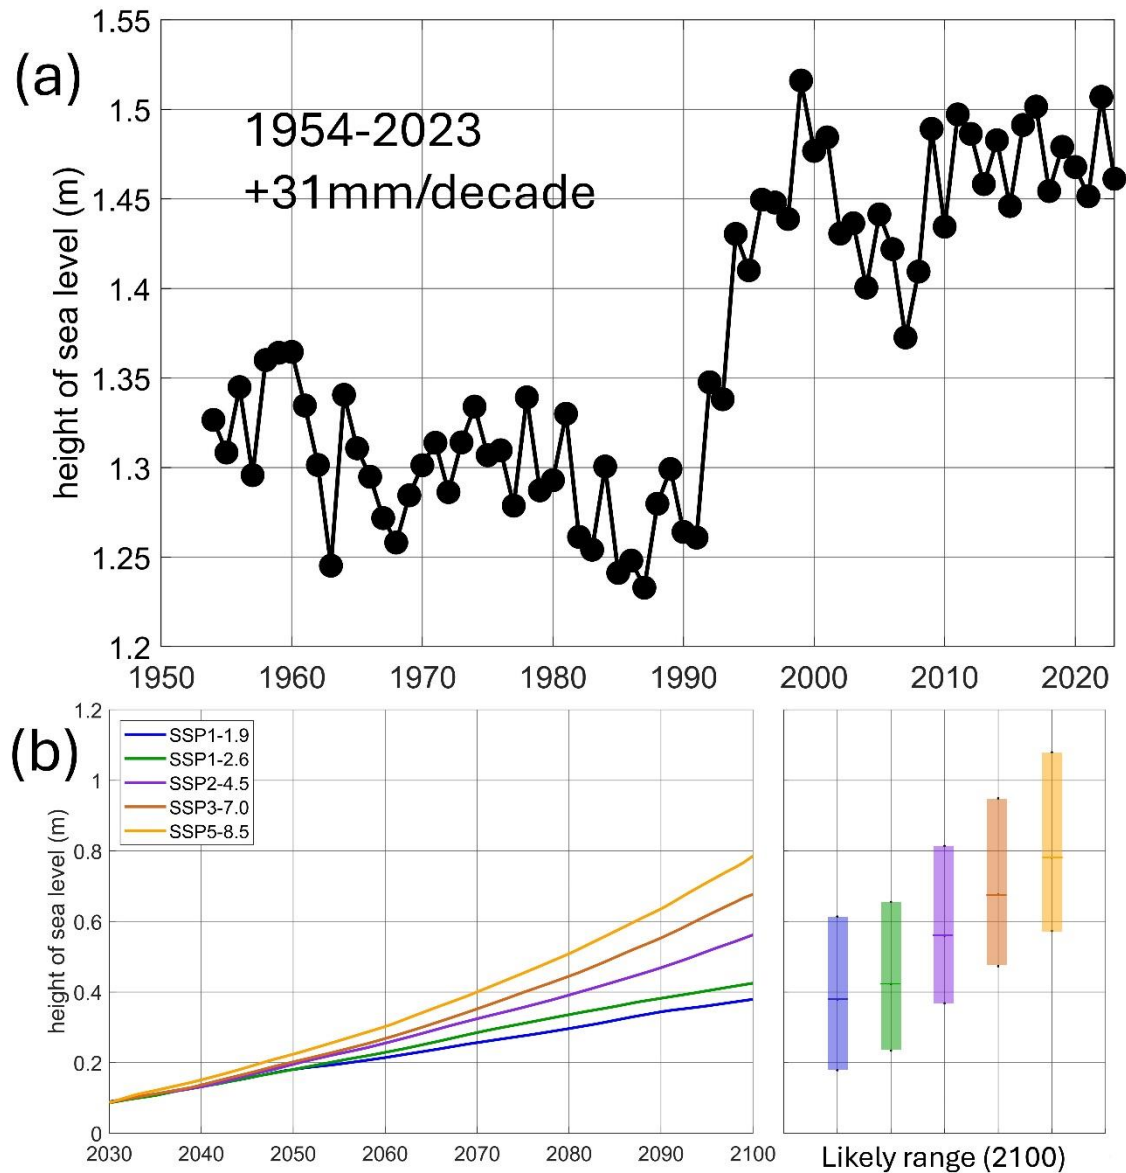 (a)
1954-2023
+31mm/decade
height of sea level (m)
1.55
1.5
1.45
1.4
1.35
1.3
1.25
1.2
1950 1960 1970 1980 1990 2000 2010 2020
(b)
SSP1-1.9
SSP1-2.6
SSP2-4.5
SSP3-7.0
SSP5-8.5
height of sea level (m)
1.2
1
0.8
0.6
0.4
0.2
0
2030 2040 2050 2060 2070 2080 2090 2100
Likely range (2100)